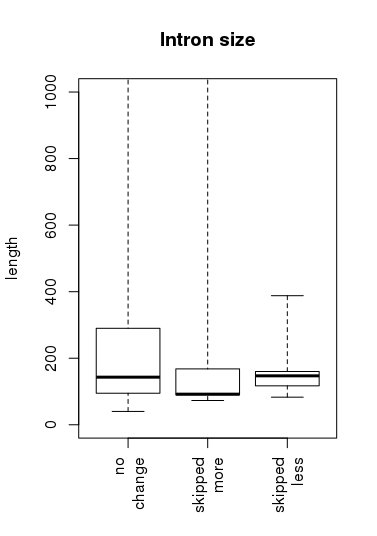 Intron size
length
1000
800
600
400
200
0
no
change
skipped
more
skipped
less